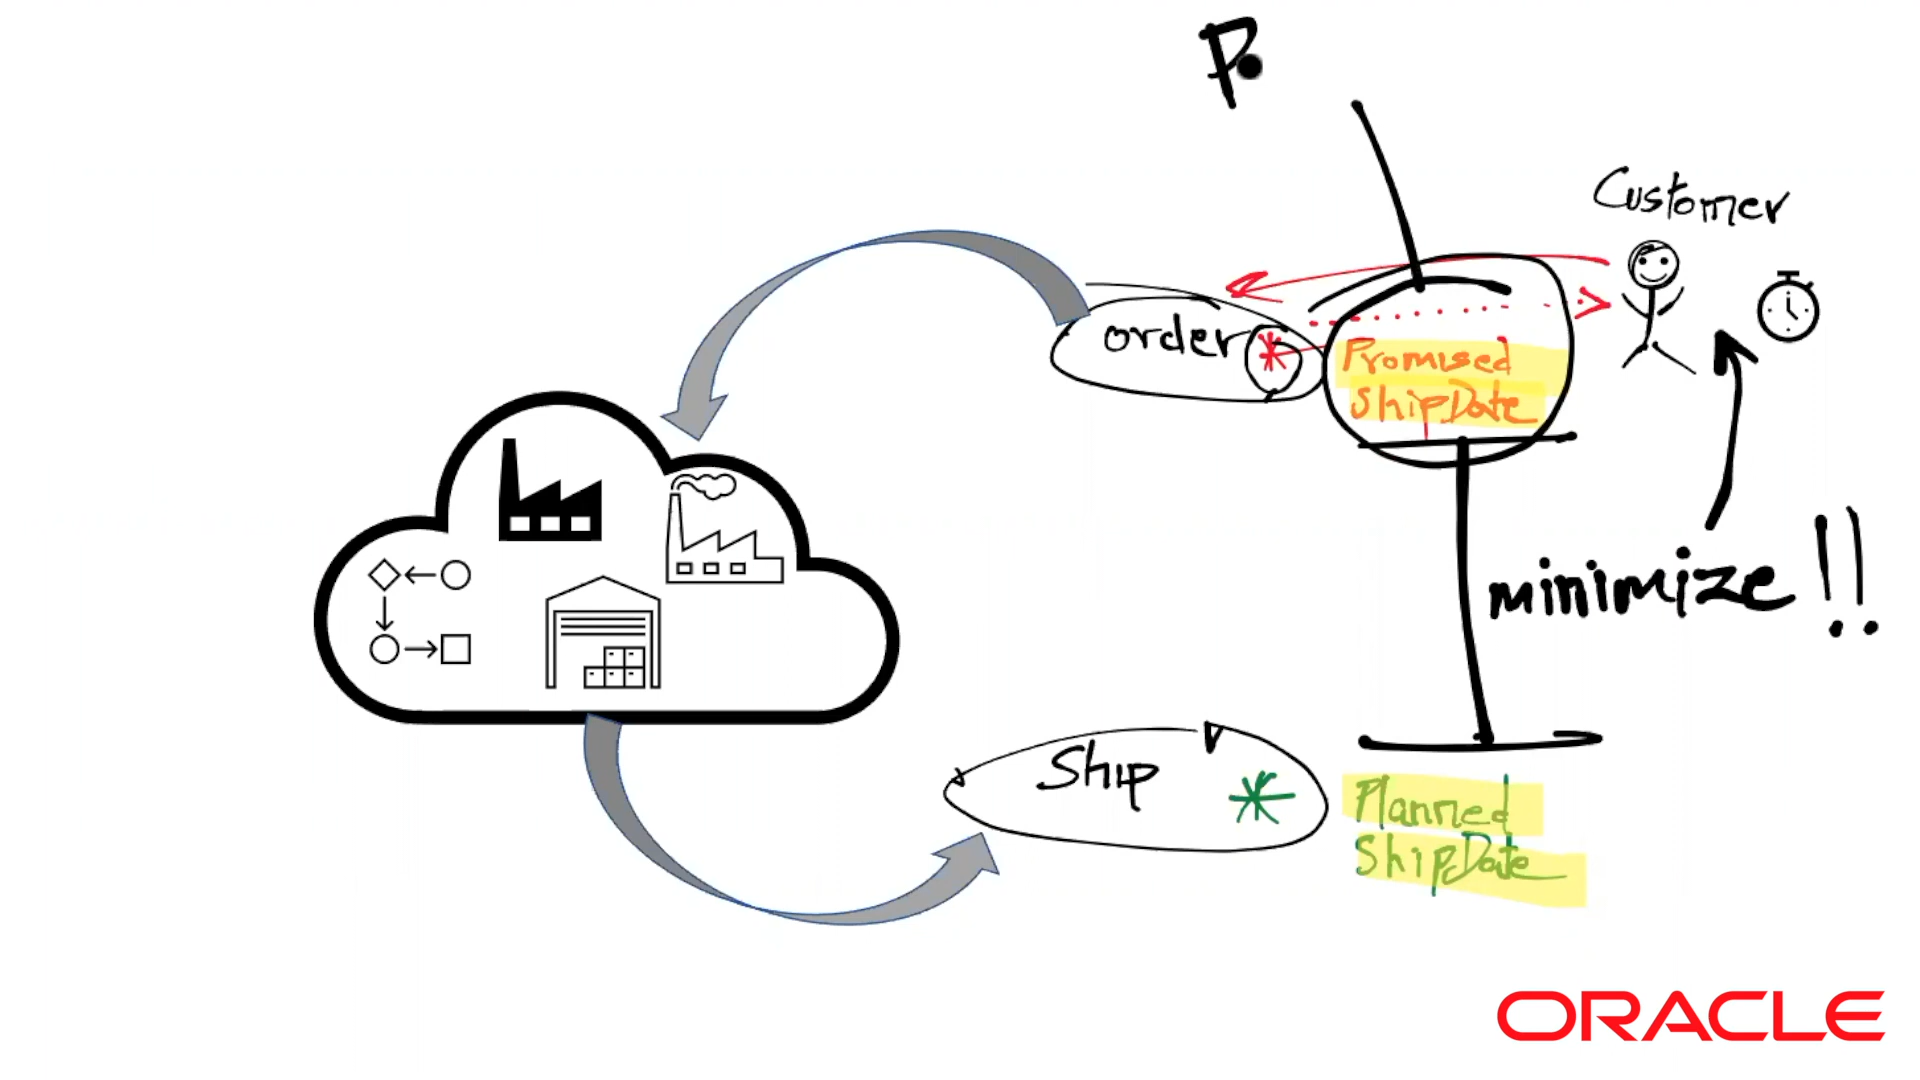 P
Customer
order *
Promised
ShipDate
minimize!!
Ship *
Planned
ShipDate
ORACLE